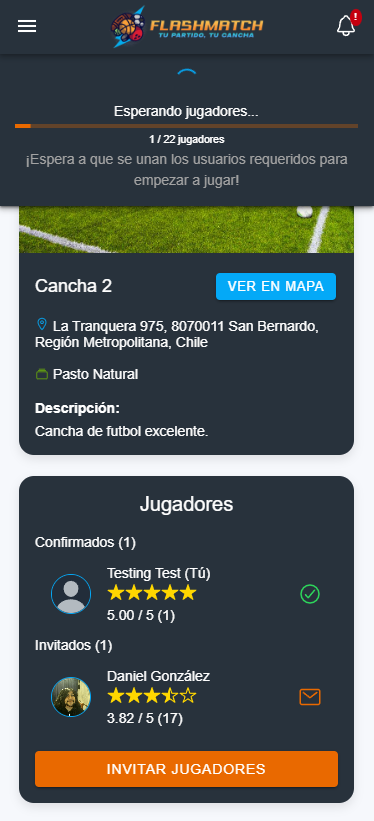 FLASHMATCH
TU PARTIDO, TU CANCHA
!
Esperando jugadores...
1 / 22 jugadores
¡Espera a que se unan los usuarios requeridos para
empezar a jugar!
Cancha 2
VER EN MAPA
La Tranquera 975, 8070011 San Bernardo,
Región Metropolitana, Chile
Pasto Natural
Descripción:
Cancha de futbol excelente.
Jugadores
Confirmados (1)
Testing Test (Tú)
5.00 / 5 (1)
Invitados (1)
Daniel González
3.82 / 5 (17)
INVITAR JUGADORES